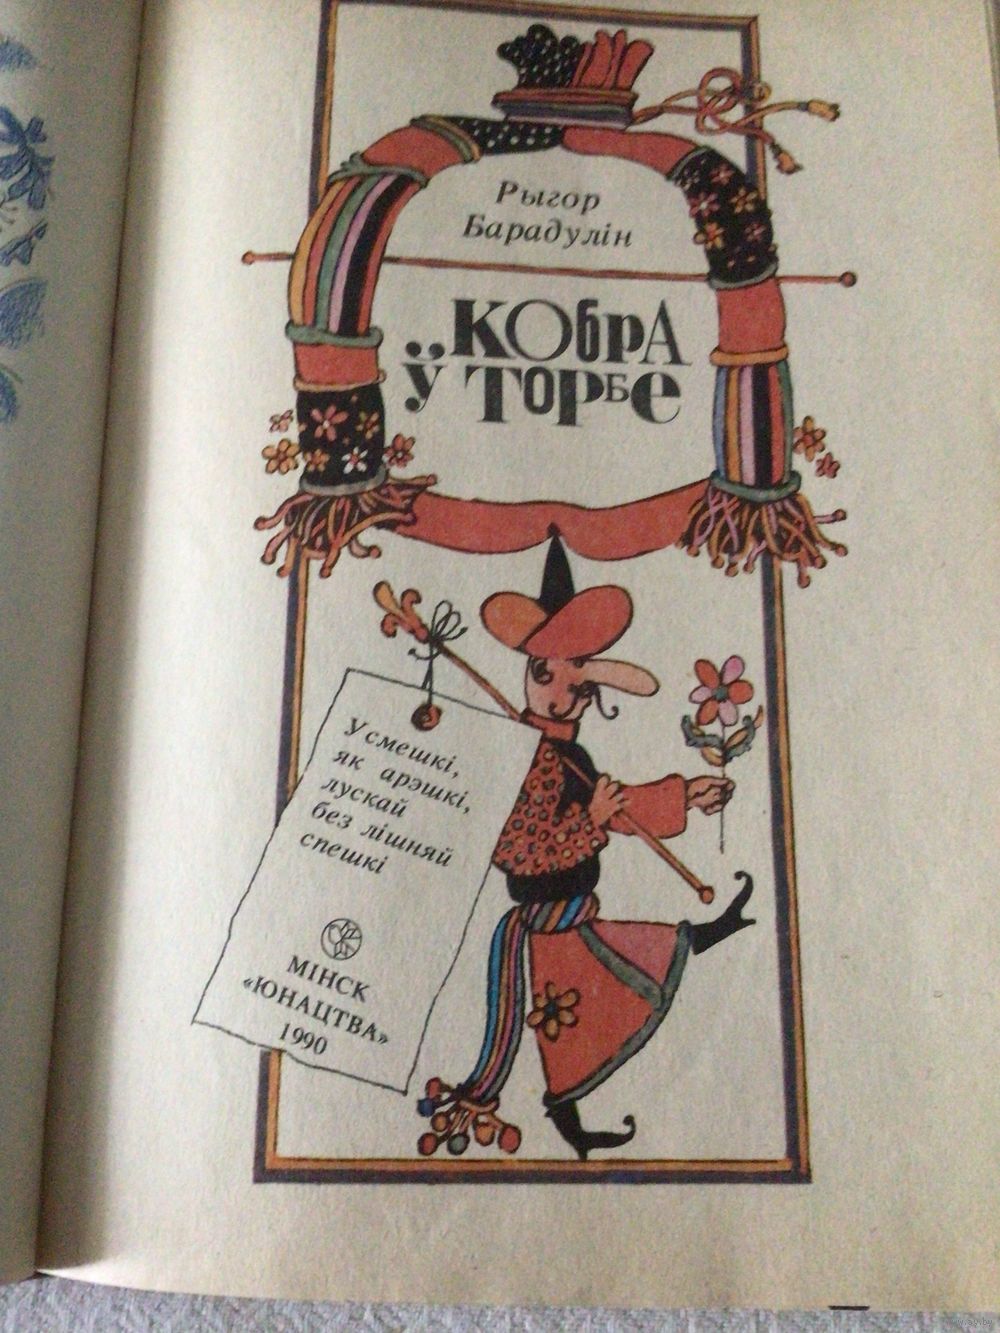 Рыгор
Барадулін
..КОбрА
ў ТОРБЕ
Усмешкі,
як арэшкі,
лускай
без лішняй
спешкі
МІНСК
«ЮНАЦТВА»
1990